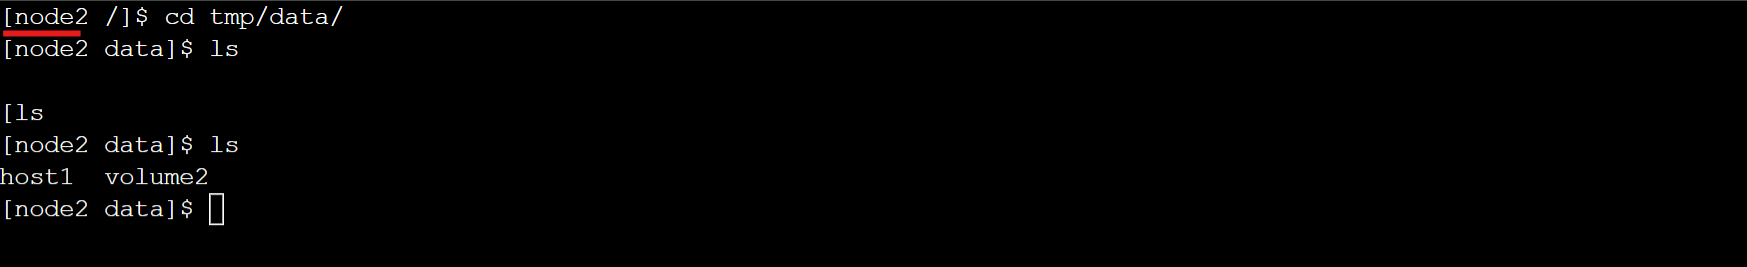 [node2 /]$ cd tmp/data/
[node2 data]$ ls
[ls
[node2 data]$ ls
host1  volume2
[node2 data]$